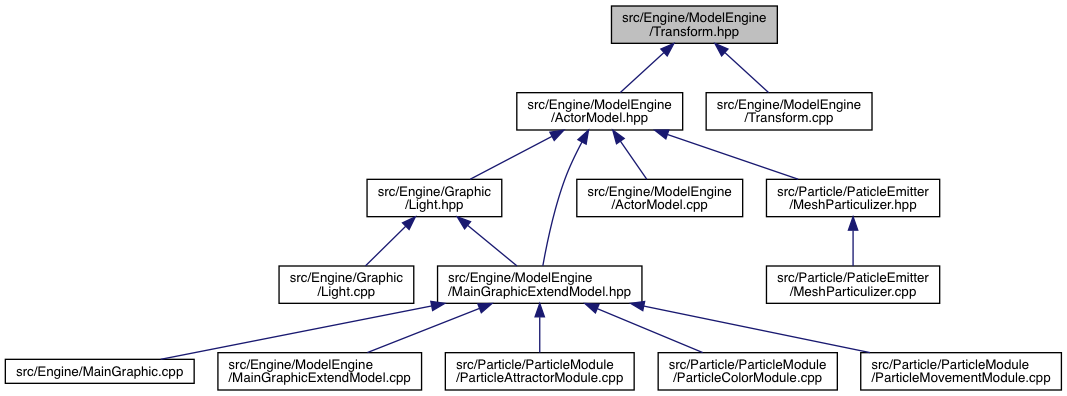 src/Engine/ModelEngine
/Transform.hpp
src/Engine/ModelEngine
/ActorModel.hpp
src/Engine/ModelEngine
/Transform.cpp
src/Engine/Graphic
/Light.hpp
src/Engine/ModelEngine
/ActorModel.cpp
src/Particle/PaticleEmitter
/MeshParticulizer.hpp
src/Engine/Graphic
/Light.cpp
src/Engine/ModelEngine
/MainGraphicExtendModel.hpp
src/Particle/PaticleEmitter
/MeshParticulizer.cpp
src/Engine/MainGraphic.cpp
src/Engine/ModelEngine
/MainGraphicExtendModel.cpp
src/Particle/ParticleModule
/ParticleAttractorModule.cpp
src/Particle/ParticleModule
/ParticleColorModule.cpp
src/Particle/ParticleModule
/ParticleMovementModule.cpp